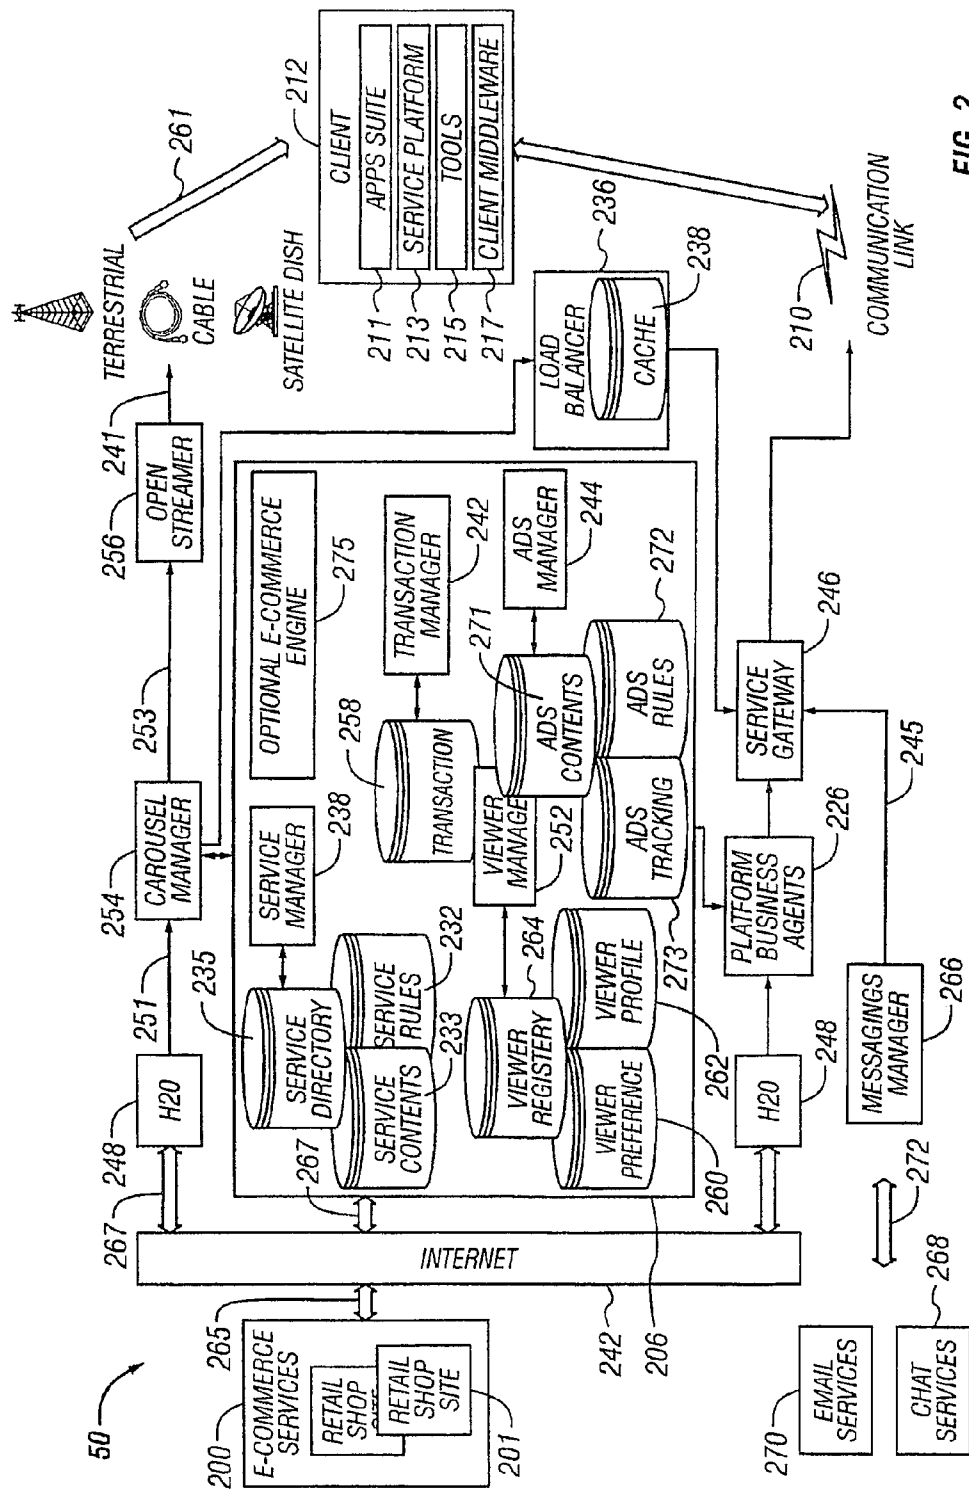 50
200
E-COMMERCE
SERVICES
RETAIL
SHOP
SITE
RETAIL
SHOP
SITE
201
265
INTERNET
242
267
267
206
248
H20
251
254
CAROUSEL
MANAGER
253
256
OPEN
STREAMER
241
TERRESTRIAL
CABLE
SATELLITE DISH
261
212
CLIENT
APPS SUITE
SERVICE PLATFORM
TOOLS
CLIENT MIDDLEWARE
211
213
215
217
235
SERVICE
DIRECTORY
SERVICE
CONTENTS
SERVICE
RULES
232
233
SERVICE
MANAGER
238
OPTIONAL E-COMMERCE
ENGINE
275
258
TRANSACTION
TRANSACTION
MANAGER
242
VIEWER
REGISTERY
264
VIEWER
PREFERENCE
VIEWER
PROFILE
260
262
VIEWER
MANAGER
252
271
ADS
CONTENTS
ADS
MANAGER
244
ADS
TRACKING
ADS
RULES
272
273
LOAD
BALANCER
CACHE
236
238
H20
248
PLATFORM
BUSINESS
AGENTS
226
SERVICE
GATEWAY
246
245
MESSAGINGS
MANAGER
266
210
COMMUNICATION
LINK
272
270
EMAIL
SERVICES
CHAT
SERVICES
268
FIG. 2